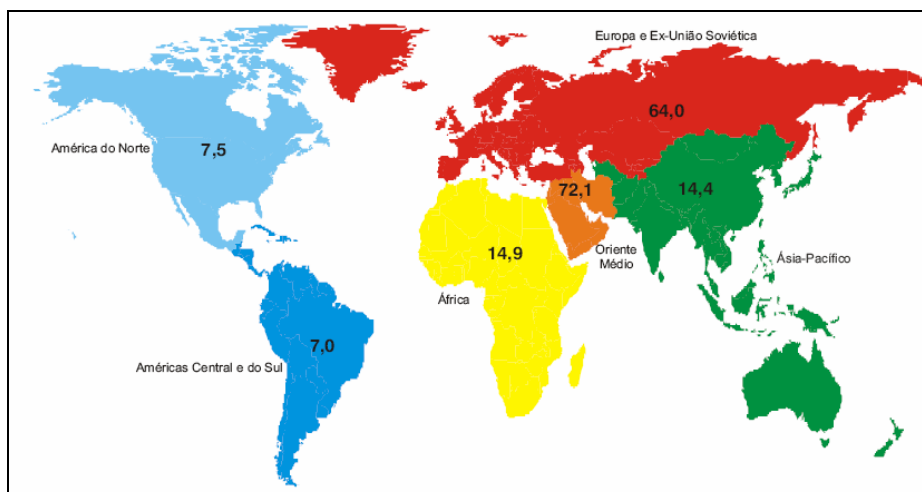 Europa e Ex-União Soviética
64,0
América do Norte
7,5
72,1
14,4
14,9
Oriente
Médio
Ásia-Pacífico
África
7,0
Américas Central e do Sul